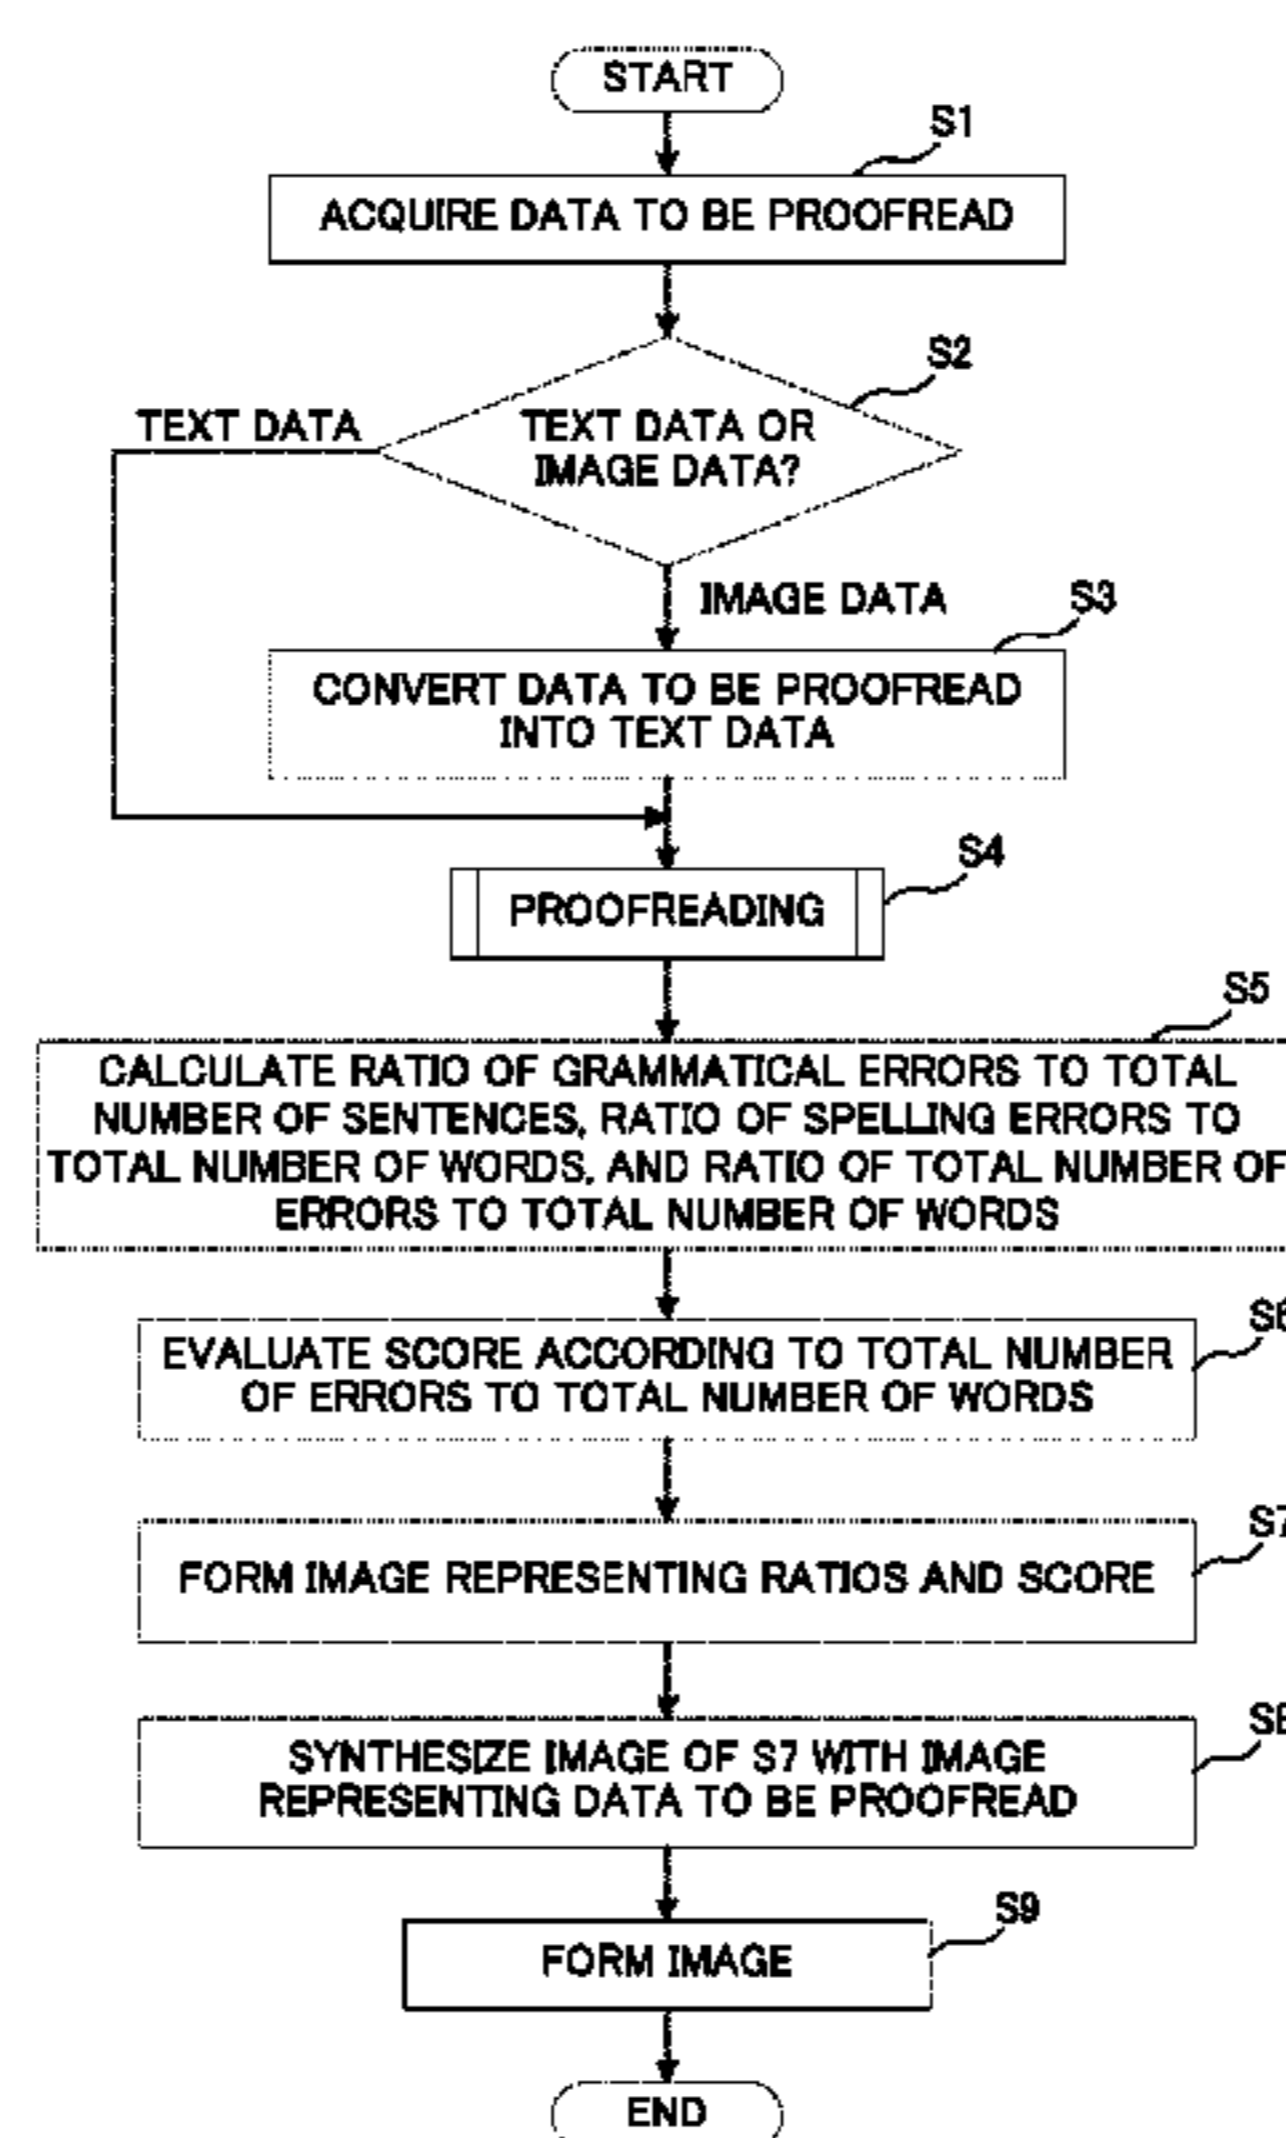 START
S1
ACQUIRE DATA TO BE PROOFREAD
S2
TEXT DATA
TEXT DATA OR
IMAGE DATA?
IMAGE DATA
S3
CONVERT DATA TO BE PROOFREAD
INTO TEXT DATA
S4
PROOFREADING
S5
CALCULATE RATIO OF GRAMMATICAL ERRORS TO TOTAL
NUMBER OF SENTENCES, RATIO OF SPELLING ERRORS TO
TOTAL NUMBER OF WORDS, AND RATIO OF TOTAL NUMBER OF
ERRORS TO TOTAL NUMBER OF WORDS
S6
EVALUATE SCORE ACCORDING TO TOTAL NUMBER
OF ERRORS TO TOTAL NUMBER OF WORDS
S7
FORM IMAGE REPRESENTING RATIOS AND SCORE
S8
SYNTHESIZE IMAGE OF S7 WITH IMAGE
REPRESENTING DATA TO BE PROOFREAD
S9
FORM IMAGE
END